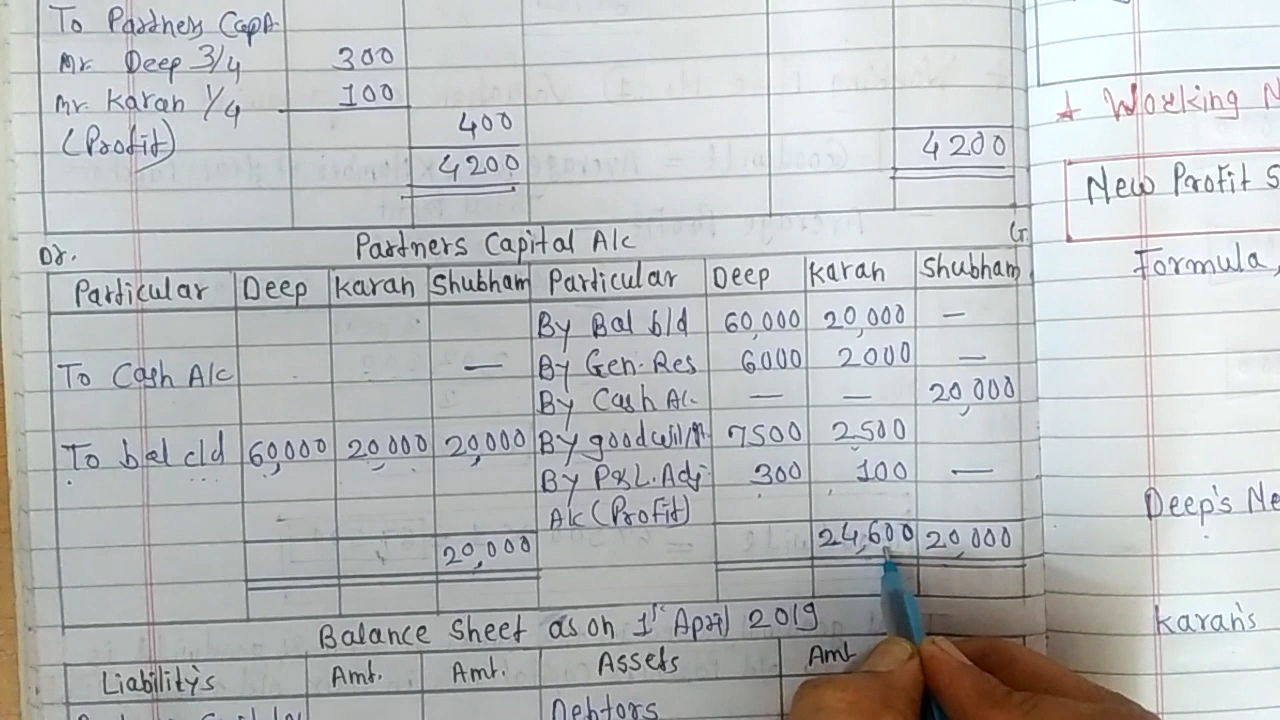 To Partners Capt.
Mr. Deep 3/4 300
Mr. Karan 1/4 100
(Profit) 400 4200
4200
★ Working N
New Profit S
Formula,
Dr. Partners Capital A/c Cr
Particular Deep Karan Shubham Particular Deep Karan Shubham
By Bal b/d 60,000 20,000 —
To Cash A/c — By Gen. Res 6000 2000 —
By Cash A/c — — 20,000
To bal c/d 60,000 20,000 20,000 By goodwill 7500 2500
By P&L. Adj 300 100 —
A/c (Profit)
20,000 24,600 20,000
Deep's Ne
Karan's
Balance Sheet as on 1st April 2019
Liability's Amt. Amt. Assets Amt
Debtors